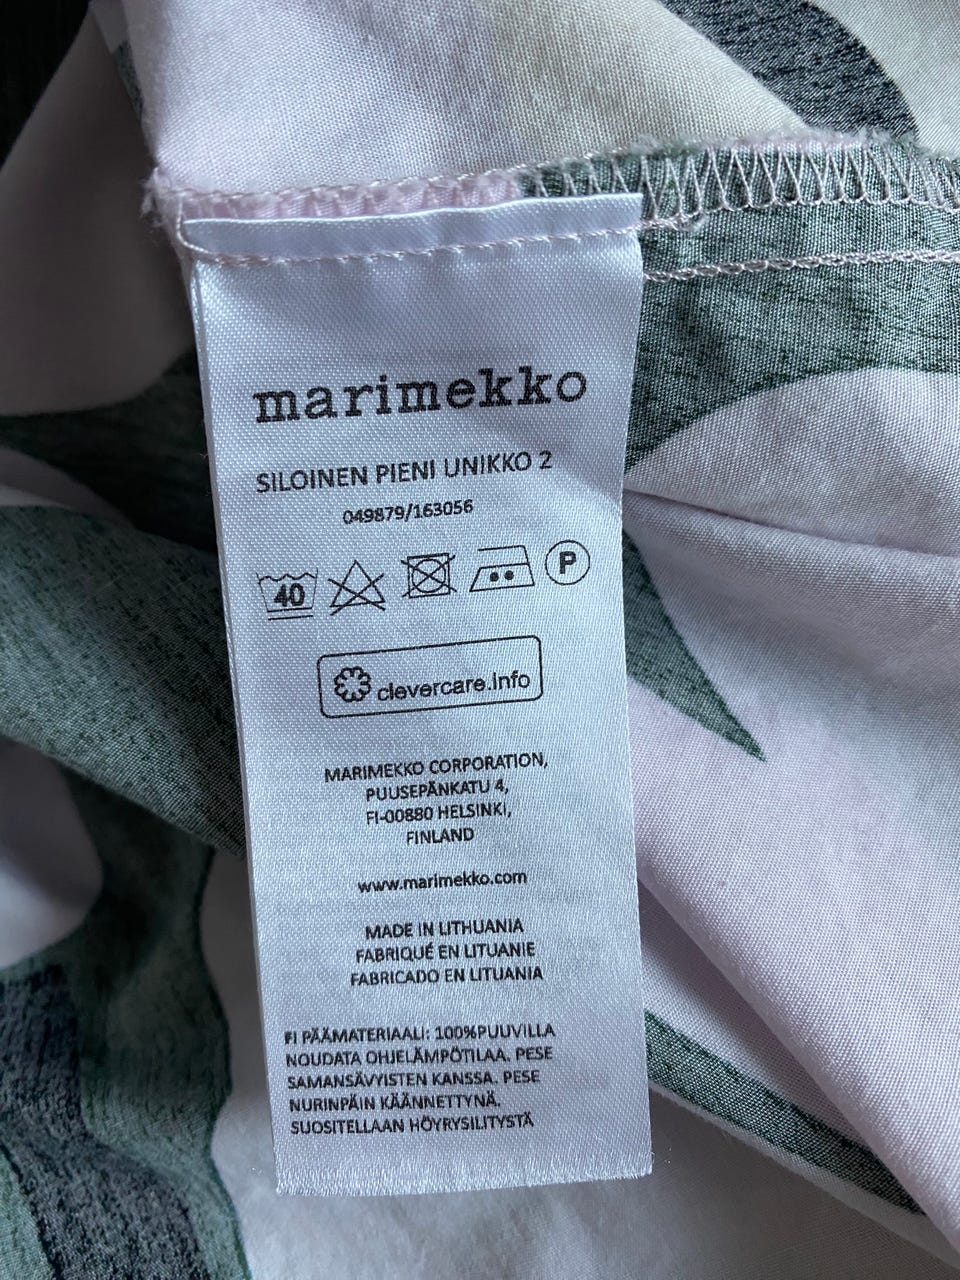 marimekko
SILOINEN PIENI UNIKKO 2
049879/163056
40 P
clevercare.info
MARIMEKKO CORPORATION,
PUUSEPÄNKATU 4,
FI-00880 HELSINKI,
FINLAND
www.marimekko.com
MADE IN LITHUANIA
FABRIQUÉ EN LITUANIE
FABRICADO EN LITUANIA
FI PÄÄMATERIAALI: 100%PUUVILLA
NOUDATA OHJELÄMPÖTILAA. PESE
SAMANSÄVYISTEN KANSSA. PESE
NURINPÄIN KÄÄNNETTYNÄ.
SUOSITELLAAN HÖYRYSILITYSTÄ